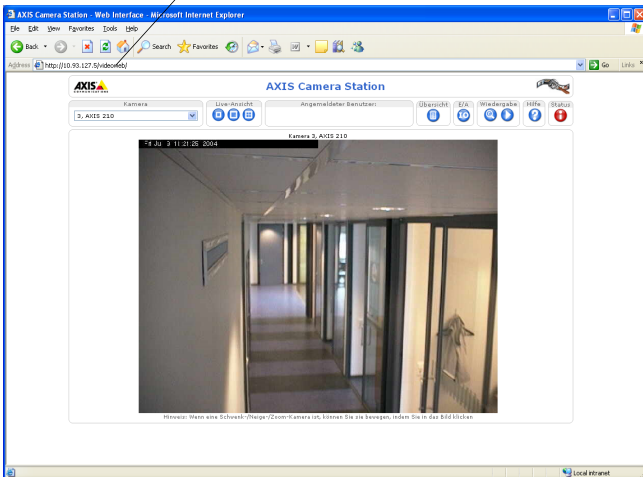 AXIS Camera Station - Web Interface - Microsoft Internet Explorer
File Edit View Favorites Tools Help
Back Search Favorites
Address http://10.93.127.5/videoweb/ Go Links
AXIS COMMUNICATIONS
AXIS Camera Station
Kamera Live-Ansicht Angemeldeter Benutzer: Übersicht E/A Wiedergabe Hilfe Status
3, AXIS 210
Kamera 3, AXIS 210
Fri Jul 3 11:21:25 2004
Hinweis: Wenn eine Schwenk-/Neige-/Zoom-Kamera ist, können Sie sie bewegen, indem Sie in das Bild klicken
Local intranet